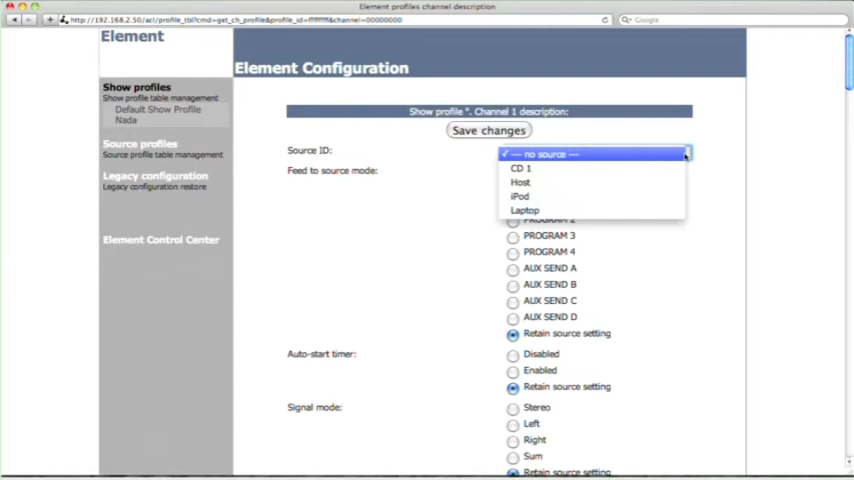 Element profiles channel description
http://192.168.2.50/acl/profile_tbl?cmd=get_ch_profile&profile_id=ffffffff&channel=00000000
Google
Element
Element Configuration
Show profiles
Show profile table management
Default Show Profile
Nada
Source profiles
Source profile table management
Legacy configuration
Legacy configuration restore
Element Control Center
Show profile ''. Channel 1 description:
Save changes
Source ID:
✓ --- no source ---
CD 1
Host
iPod
Laptop
Feed to source mode:
PROGRAM 2
PROGRAM 3
PROGRAM 4
AUX SEND A
AUX SEND B
AUX SEND C
AUX SEND D
Retain source setting
Auto-start timer:
Disabled
Enabled
Retain source setting
Signal mode:
Stereo
Left
Right
Sum
Retain source setting